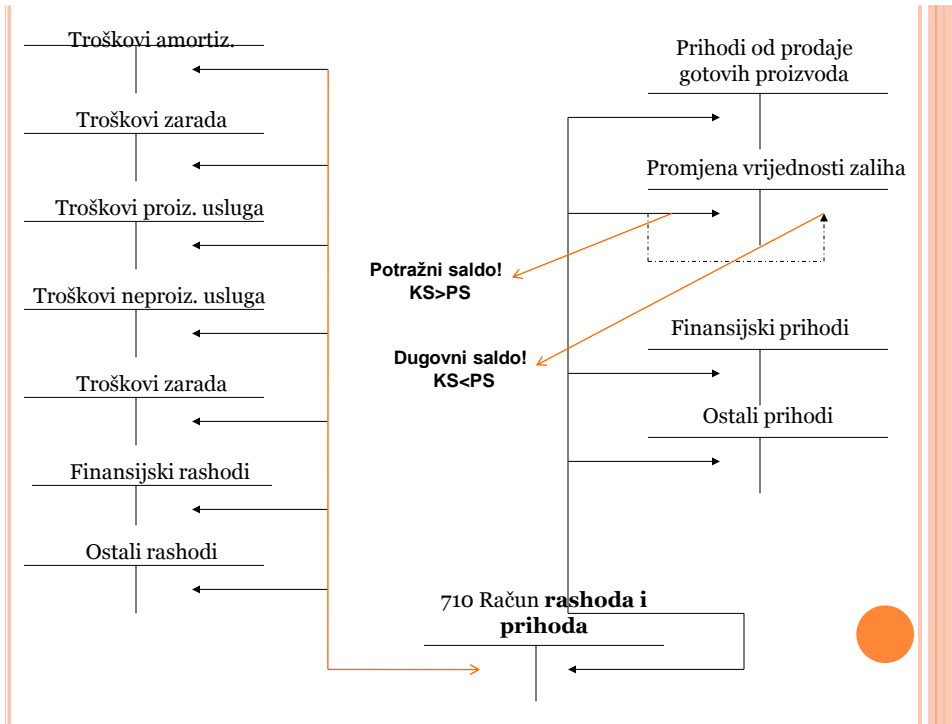 Troškovi amortiz.
Troškovi zarada
Troškovi proiz. usluga
Troškovi neproiz. usluga
Troškovi zarada
Finansijski rashodi
Ostali rashodi
Potražni saldo!
KS>PS
Dugovni saldo!
KS<PS
Prihodi od prodaje
gotovih proizvoda
Promjena vrijednosti zaliha
Finansijski prihodi
Ostali prihodi
710 Račun rashoda i
prihoda